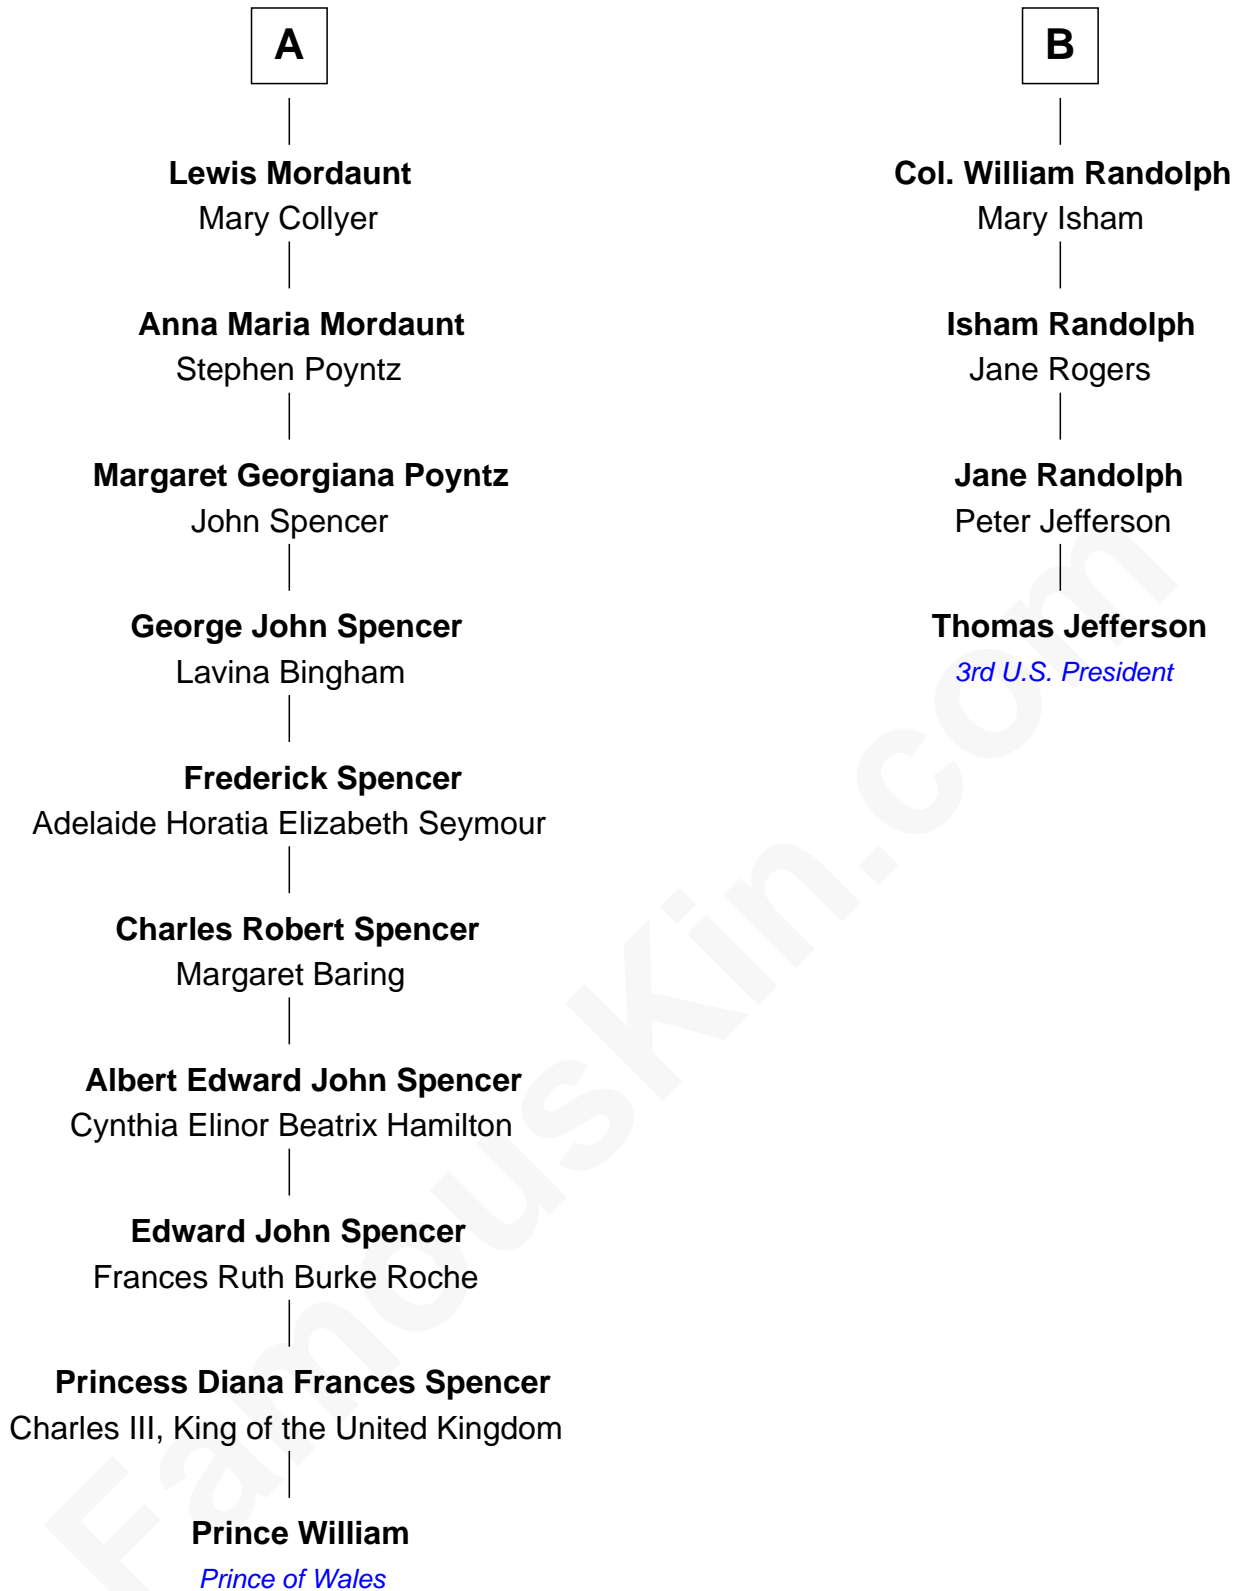 A
Lewis Mordaunt
Mary Collyer
Anna Maria Mordaunt
Stephen Poyntz
Margaret Georgiana Poyntz
John Spencer
George John Spencer
Lavina Bingham
Frederick Spencer
Adelaide Horatia Elizabeth Seymour
Charles Robert Spencer
Margaret Baring
Albert Edward John Spencer
Cynthia Elinor Beatrix Hamilton
Edward John Spencer
Frances Ruth Burke Roche
Princess Diana Frances Spencer
Charles III, King of the United Kingdom
Prince William
Prince of Wales
B
Col. William Randolph
Mary Isham
Isham Randolph
Jane Rogers
Jane Randolph
Peter Jefferson
Thomas Jefferson
3rd U.S. President
FamousKin.com